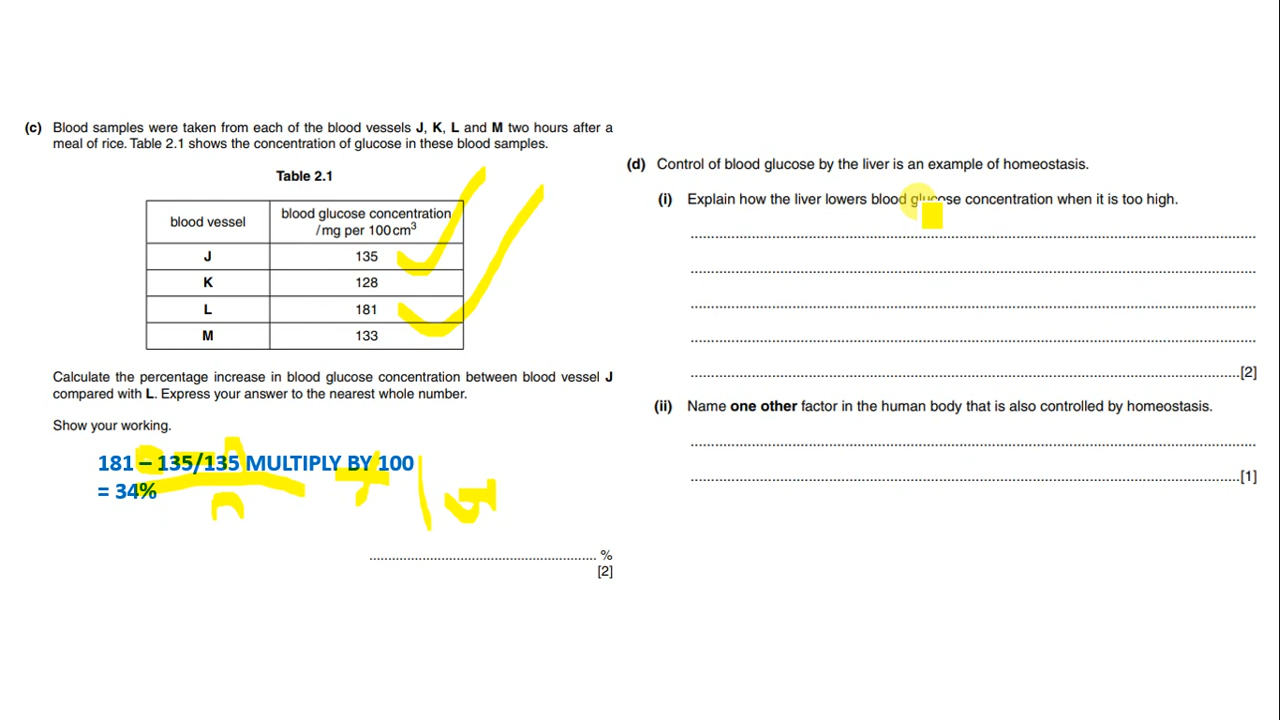 (c) Blood samples were taken from each of the blood vessels J, K, L and M two hours after a
meal of rice. Table 2.1 shows the concentration of glucose in these blood samples.
Table 2.1
blood vessel
blood glucose concentration
/ mg per 100 cm³
J 135
K 128
L 181
M 133
Calculate the percentage increase in blood glucose concentration between blood vessel J
compared with L. Express your answer to the nearest whole number.
Show your working.
181 – 135/135 MULTIPLY BY 100
= 34%
.......................................................... %
[2]
(d) Control of blood glucose by the liver is an example of homeostasis.
(i) Explain how the liver lowers blood glucose concentration when it is too high.
..........................................................
..........................................................
..........................................................
..........................................................
..........................................................[2]
(ii) Name one other factor in the human body that is also controlled by homeostasis.
..........................................................
..........................................................[1]